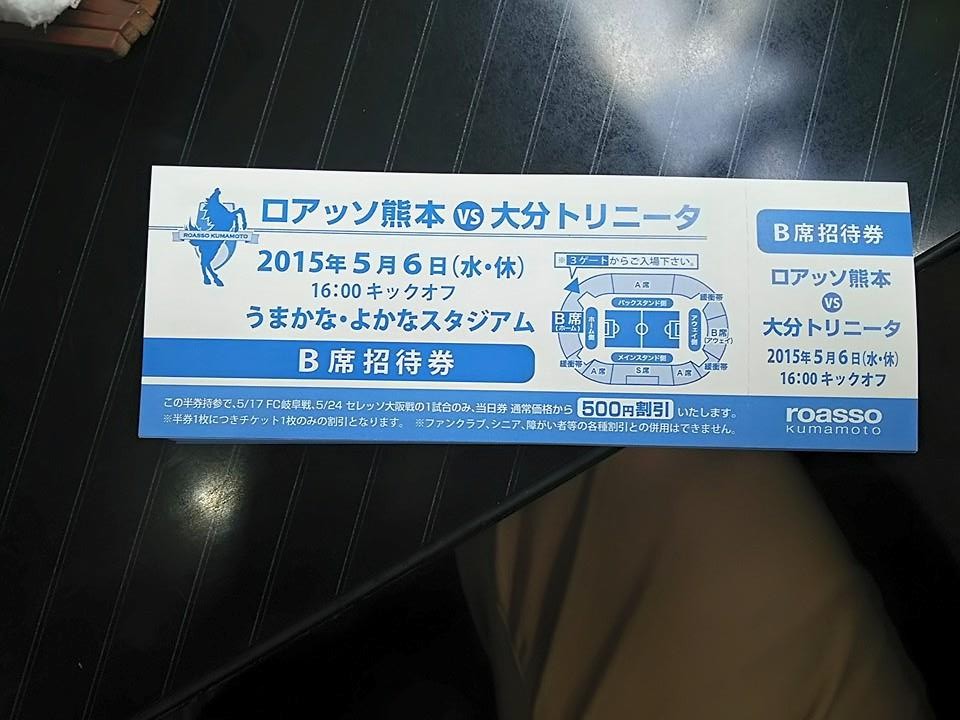 ROASSO KUMAMOTO
ロアッソ熊本 VS 大分トリニータ
2015年5月6日(水・休)
16:00 キックオフ
うまかな・よかなスタジアム
B席招待券
※3ゲートからご入場下さい。
A席
緩衝帯
バックスタンド側
B席
(ホーム)
ホーム側
アウェイ側
B席
(アウェイ)
メインスタンド側
緩衝帯
A席
S席
A席
緩衝帯
この半券持参で、5/17 FC岐阜戦、5/24 セレッソ大阪戦の1試合のみ、当日券 通常価格から 500円割引 いたします。
※半券1枚につきチケット1枚のみの割引となります。 ※ファンクラブ、シニア、障がい者等の各種割引との併用はできません。
B席招待券
ロアッソ熊本
VS
大分トリニータ
2015年5月6日(水・休)
16:00 キックオフ
roasso
kumamoto